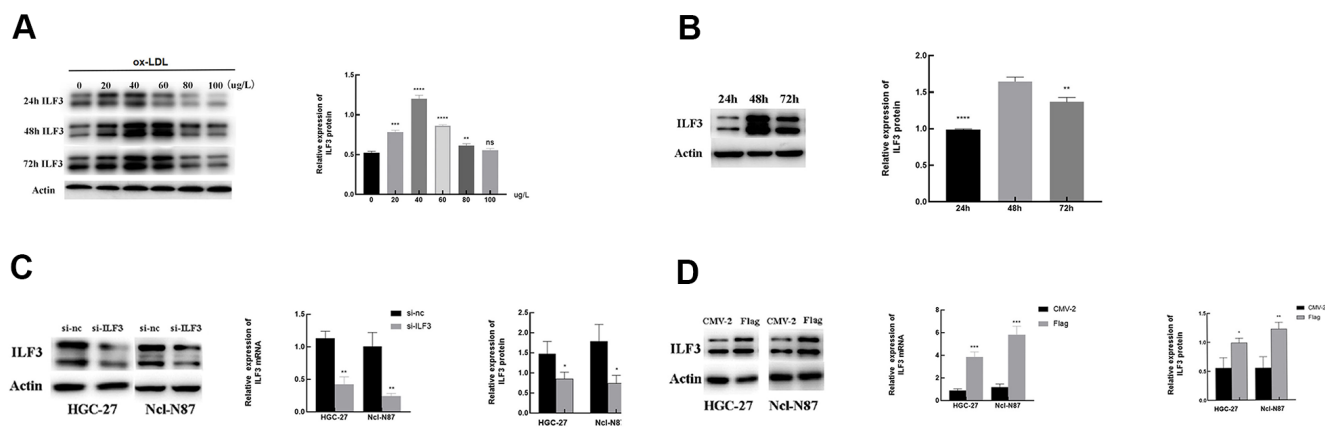 A
ox-LDL
0 20 40 60 80 100 (ug/L)
24h ILF3
48h ILF3
72h ILF3
Actin
Relative expression of
ILF3 protein
1.5
1.0
0.5
0.0
***
****
****
**
ns
0 20 40 60 80 100 ug/L
B
24h 48h 72h
ILF3
Actin
Relative expression of
ILF3 protein
2.0
1.5
1.0
0.5
0.0
****
**
24h 48h 72h
C
si-nc si-ILF3 si-nc si-ILF3
ILF3
Actin
HGC-27 Ncl-N87
Relative expression of
ILF3 mRNA
1.5
1.0
0.5
0.0
**
**
HGC-27 Ncl-N87
si-nc
si-ILF3
Relative expression of
ILF3 protein
2.5
2.0
1.5
1.0
0.5
0.0
*
*
HGC-27 Ncl-N8
D
CMV-2 Flag CMV-2 Flag
ILF3
Actin
HGC-27 Ncl-N87
Relative expression of
ILF3 mRNA
8
6
4
2
0
***
***
HGC-27 Ncl-N87
CMV-2
Flag
Relative expression of
ILF3 protein
1.5
1.0
0.5
0.0
*
**
HGC-27 Ncl-N87
CMV-2
Flag